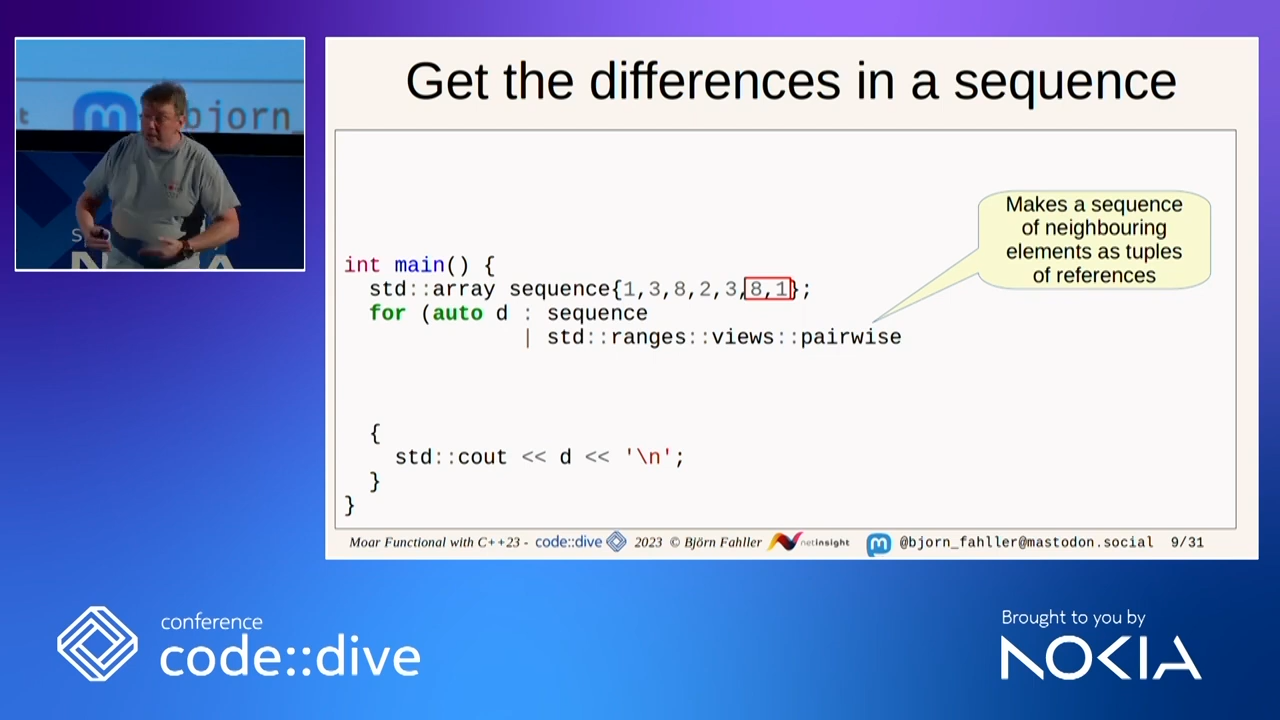 t
bjorn_
Get the differences in a sequence
Makes a sequence
of neighbouring
elements as tuples
of references
int main() {
std::array sequence{1,3,8,2,3,8,1};
for (auto d : sequence
| std::ranges::views::pairwise
{
std::cout << d << '\n';
}
}
Moar Functional with C++23 - code::dive 2023 © Björn Fahller netinsight @bjorn_fahller@mastodon.social 9/31
conference
code::dive
Brought to you by
NOKIA